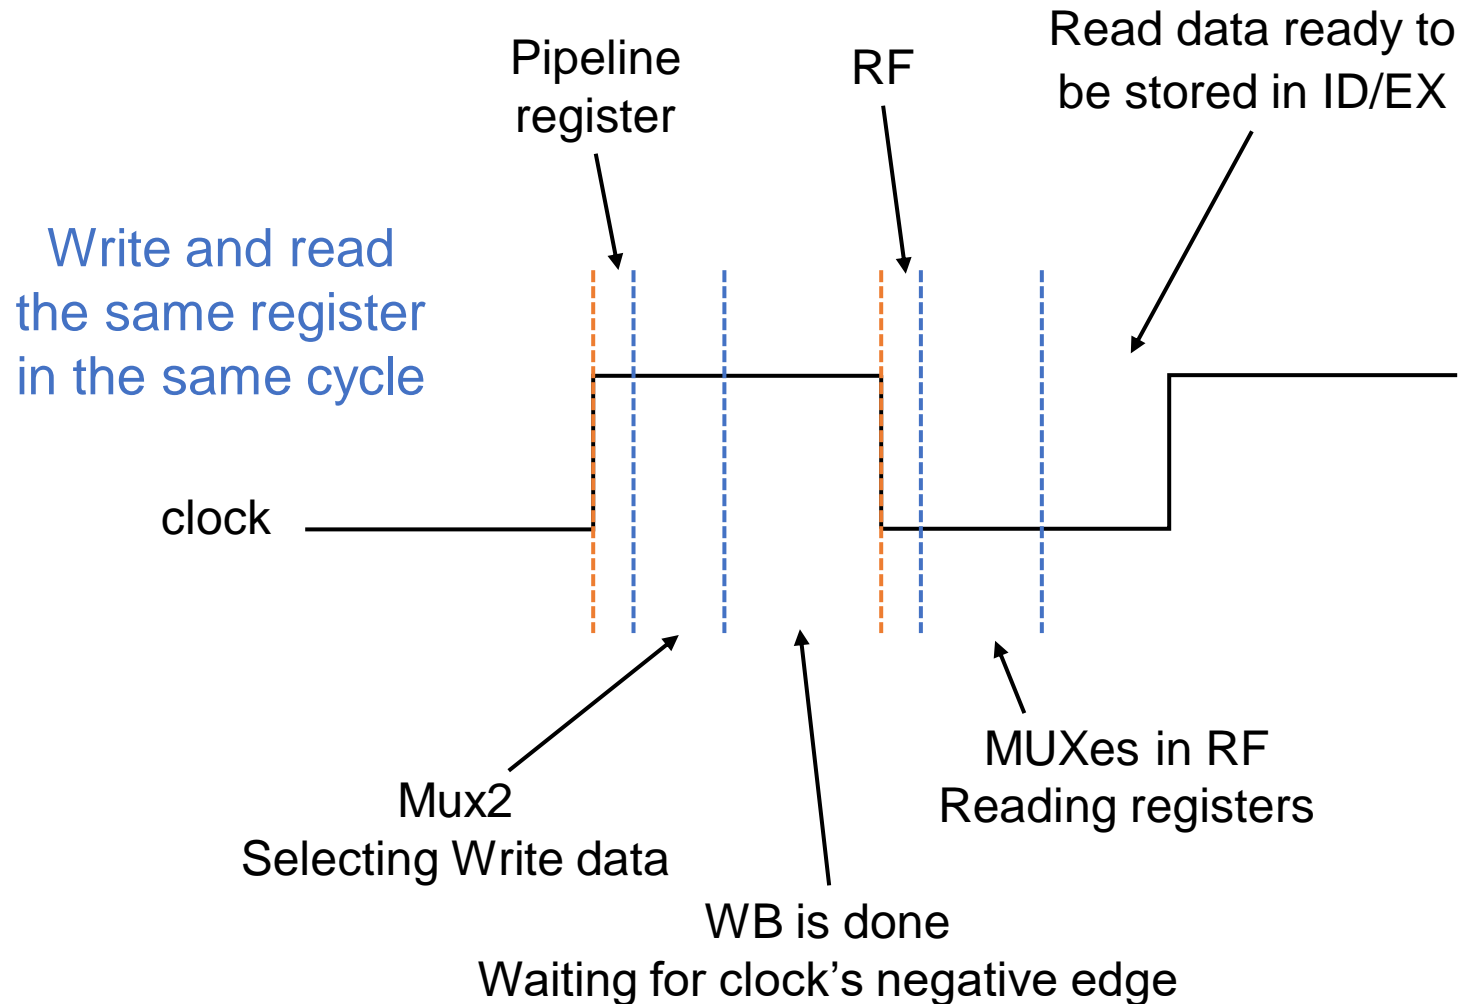 Pipeline
register
RF
Read data ready to
be stored in ID/EX
Write and read
the same register
in the same cycle
clock
Mux2
Selecting Write data
MUXes in RF
Reading registers
WB is done
Waiting for clock’s negative edge